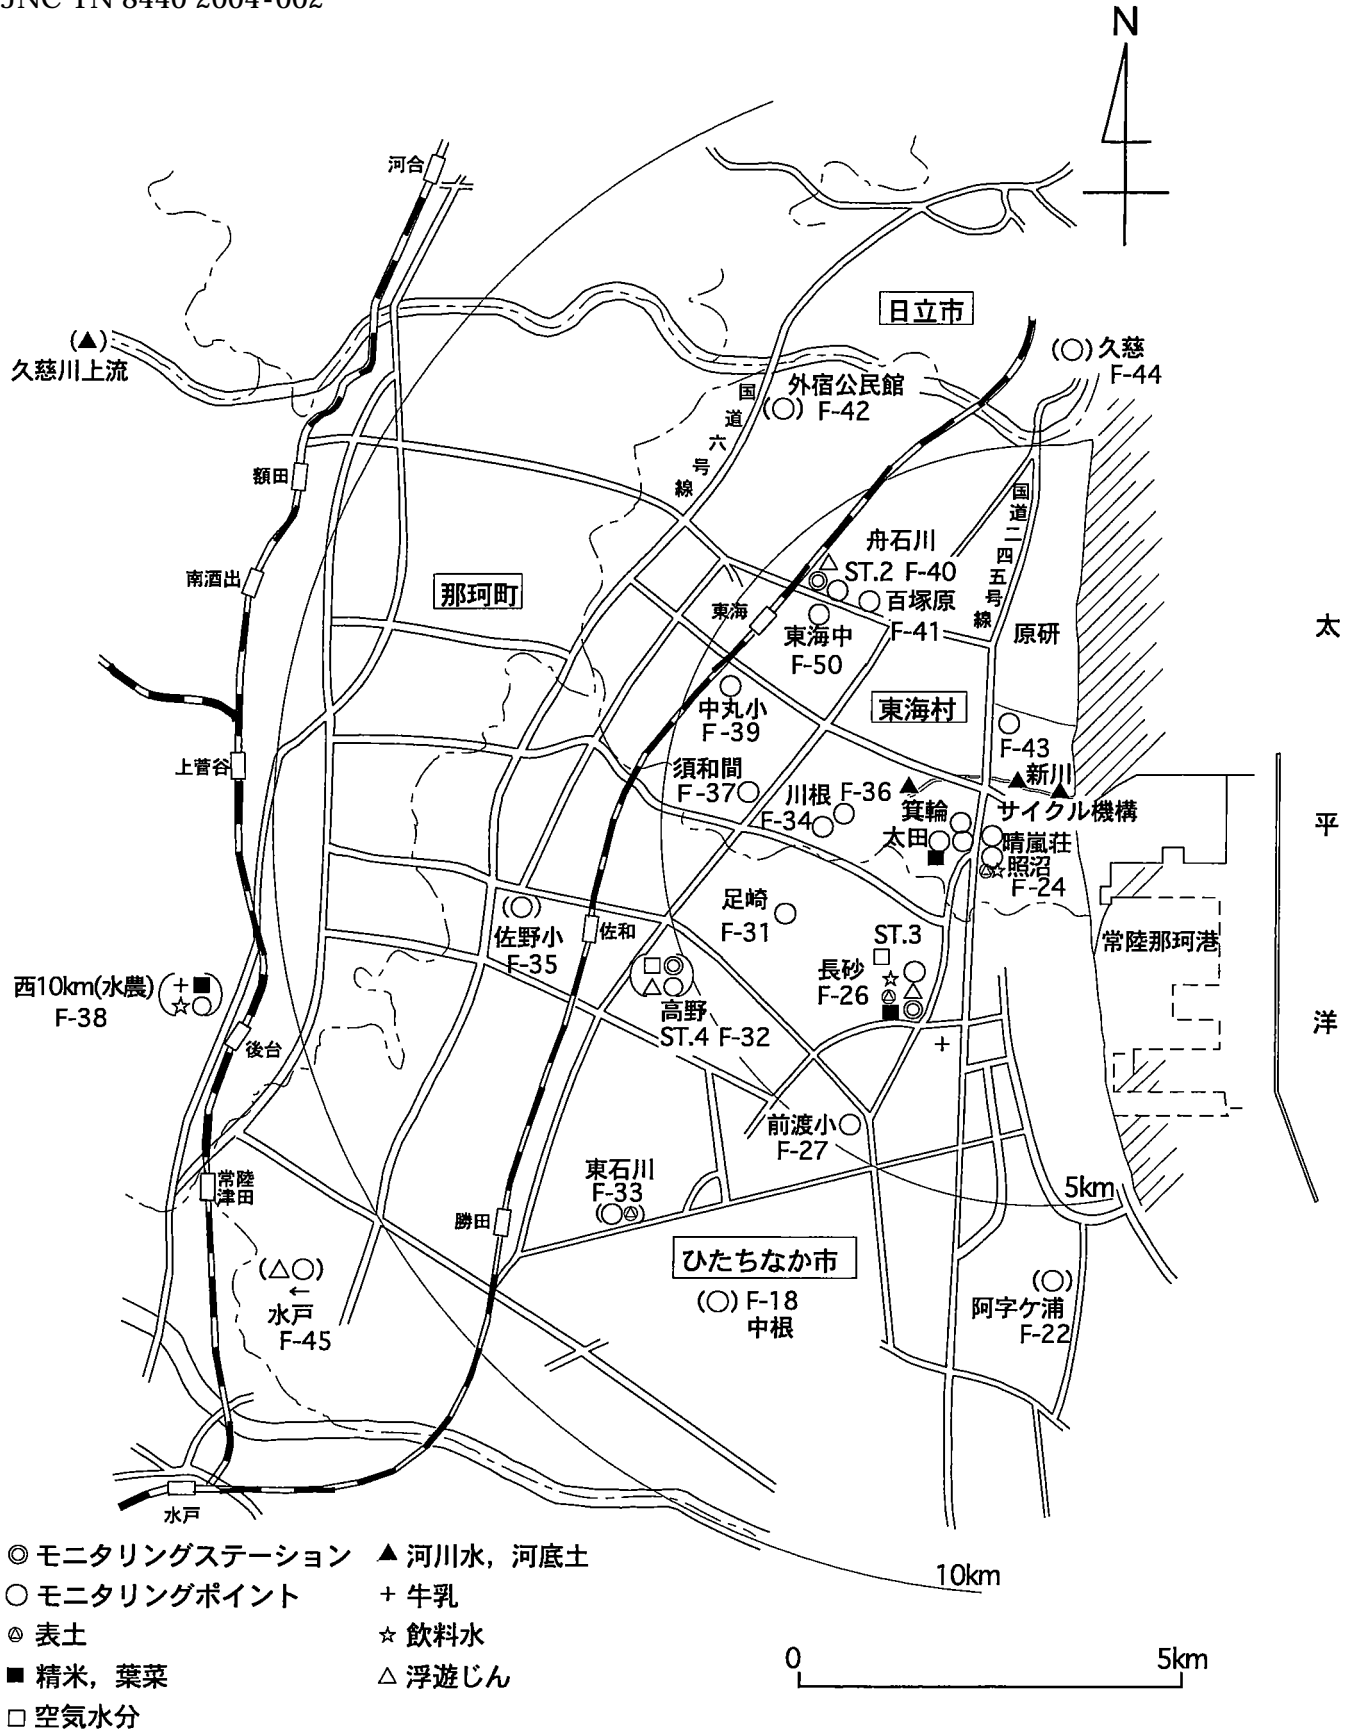 JNC TN 8440 2004-002
N
河合
日立市
(▲)
久慈川上流
(○) 久慈
F-44
外宿公民館
(○) F-42
国道六号線
国道二四五号線
額田
舟石川
ST.2 F-40
南酒出
那珂町
東海
百塚原
F-41
東海中
F-50
原研
太平洋
中丸小
F-39
東海村
F-43
上菅谷
須和間
F-37
川根 F-36
F-34
新川
箕輪
サイクル機構
太田
晴嵐荘
照沼
F-24
足崎
F-31
佐野小
F-35
佐和
ST.3
常陸那珂港
長砂
F-26
西10km(水農)
F-38
高野
ST.4 F-32
後台
前渡小
F-27
東石川
F-33
5km
常陸津田
勝田
ひたちなか市
(○) F-18
中根
(△○)
←
水戸
F-45
(○)
阿字ケ浦
F-22
水戸
10km
◎ モニタリングステーション ▲ 河川水，河底土
○ モニタリングポイント + 牛乳
表土 ☆ 飲料水
■ 精米，葉菜 △ 浮遊じん
□ 空気水分
0 5km